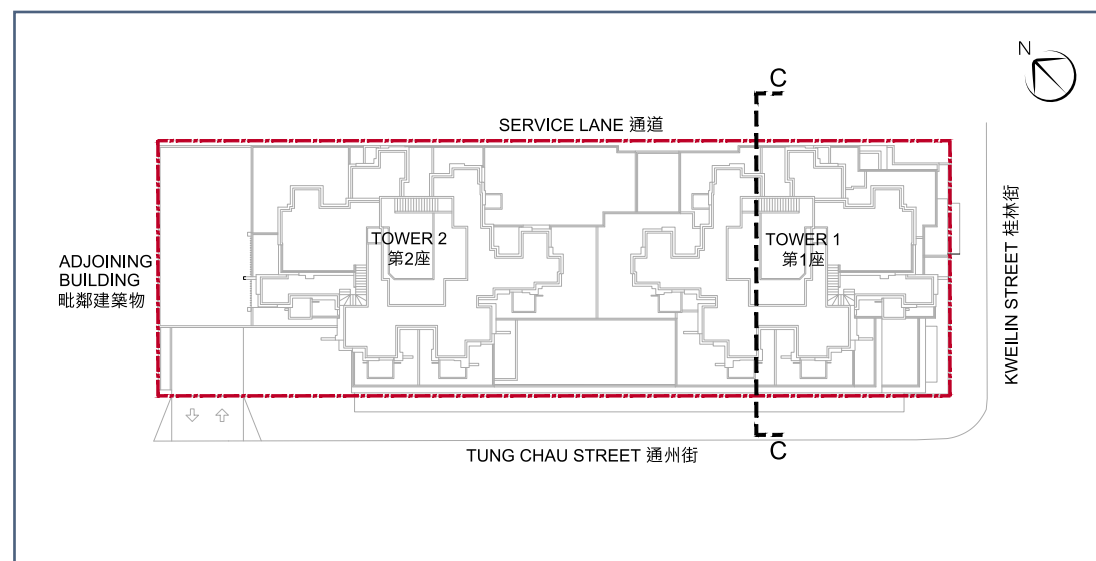 N
C
SERVICE LANE 通道
TOWER 2
第2座
TOWER 1
第1座
ADJOINING
BUILDING
毗鄰建築物
KWEILIN STREET 桂林街
TUNG CHAU STREET 通州街
C